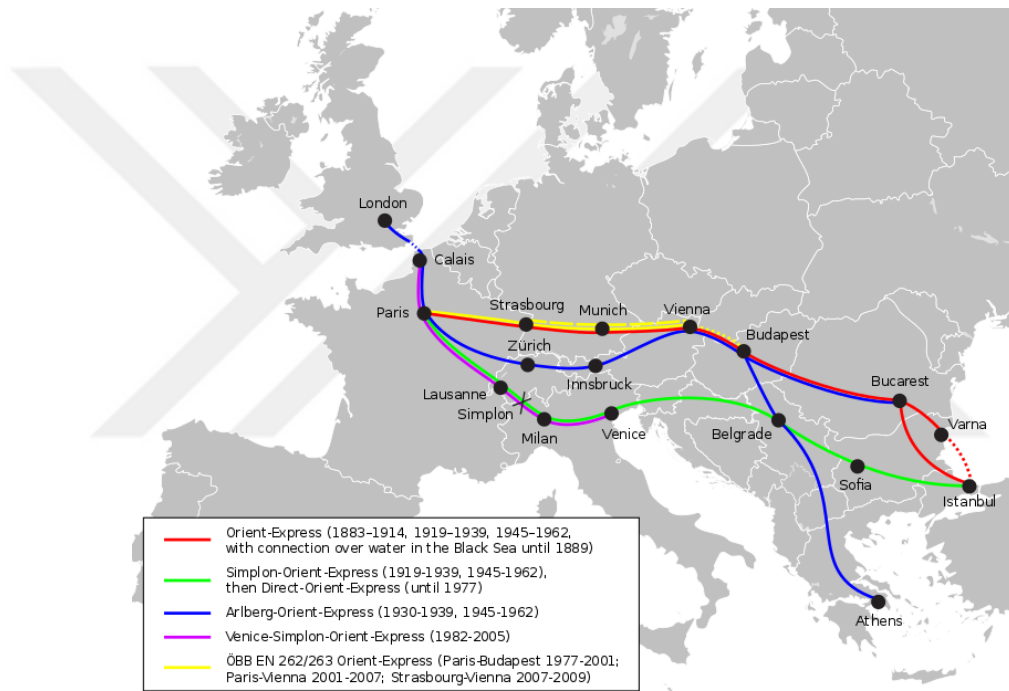 London
Calais
Paris
Strasbourg
Munich
Vienna
Budapest
Zürich
Innsbruck
Lausanne
Simplon
Milan
Venice
Belgrade
Bucarest
Varna
Sofia
Istanbul
Athens
Orient-Express (1883–1914, 1919–1939, 1945–1962,
with connection over water in the Black Sea until 1889)
Simplon-Orient-Express (1919-1939, 1945-1962),
then Direct-Orient-Express (until 1977)
Arlberg-Orient-Express (1930-1939, 1945-1962)
Venice-Simplon-Orient-Express (1982-2005)
ÖBB EN 262/263 Orient-Express (Paris-Budapest 1977-2001;
Paris-Vienna 2001-2007; Strasbourg-Vienna 2007-2009)